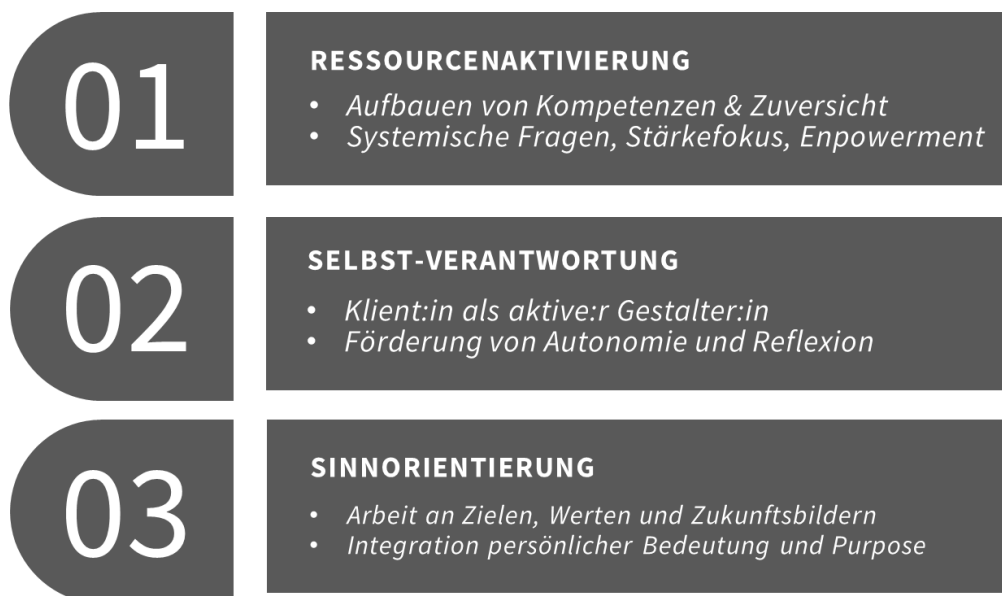 01
RESSOURCENAKTIVIERUNG
• Aufbauen von Kompetenzen & Zuversicht
• Systemische Fragen, Stärkefokus, Enpowerment
02
SELBST-VERANTWORTUNG
• Klient:in als aktive:r Gestalter:in
• Förderung von Autonomie und Reflexion
03
SINNORIENTIERUNG
• Arbeit an Zielen, Werten und Zukunftsbildern
• Integration persönlicher Bedeutung und Purpose